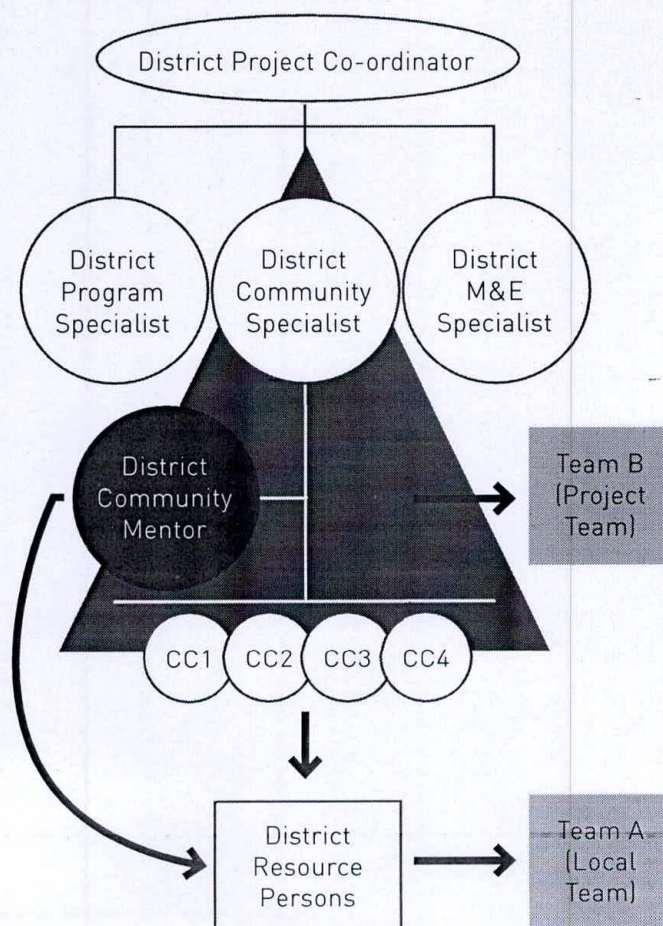 District Project Co-ordinator
District
Program
Specialist
District
Community
Specialist
District
M&E
Specialist
District
Community
Mentor
Team B
(Project
Team)
CC1
CC2
CC3
CC4
District
Resource
Persons
Team A
(Local
Team)